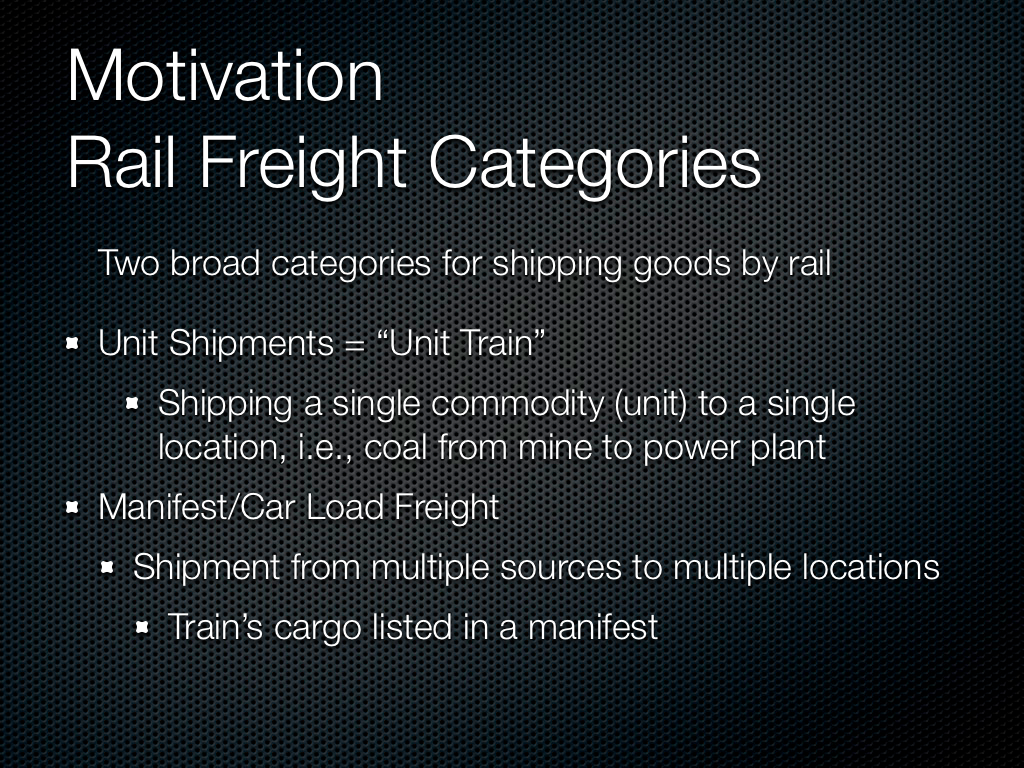 Motivation
Rail Freight Categories
Two broad categories for shipping goods by rail
Unit Shipments = “Unit Train”
Shipping a single commodity (unit) to a single
location, i.e., coal from mine to power plant
Manifest/Car Load Freight
Shipment from multiple sources to multiple locations
Train’s cargo listed in a manifest